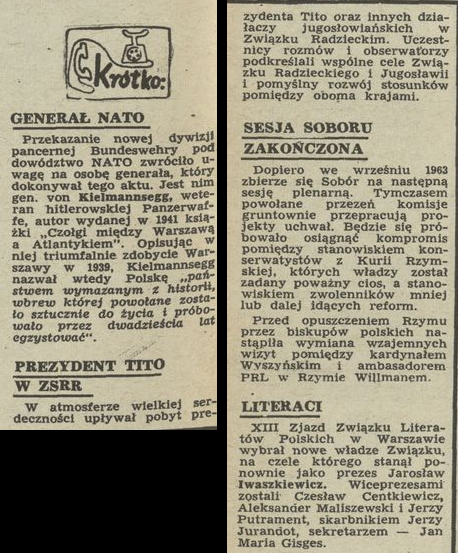 Krótko:
GENERAŁ NATO
Przekazanie nowej dywizji
pancernej Bundeswehry pod
dowództwo NATO zwróciło u-
wagę na osobę generała, który
dokonywał tego aktu. Jest nim
gen. von Kielmannsegg, wete-
ran hitlerowskiej Panzerwaf-
fe, autor wydanej w 1941 ksią-
żki „Czołgi między Warszawą
a Atlantykiem". Opisując w
niej triumfalnie zdobycie War-
szawy w 1939, Kielmannsegg
nazwał wtedy Polskę „pań-
stwem wymazanym z historii,
wbrew której powołane zosta-
ło sztucznie do życia i próbo-
wało przez dwadzieścia lat
egzystować".
PREZYDENT TITO
W ZSRR
W atmosferze wielkiej ser-
deczności upływał pobyt pre-
zydenta Tito oraz innych dzia-
łaczy jugosłowiańskich w
Związku Radzieckim. Uczest-
nicy rozmów i obserwatorzy
podkreślali wspólne cele Zwią-
zku Radzieckiego i Jugosławii
i pomyślny rozwój stosunków
pomiędzy oboma krajami.
SESJA SOBORU
ZAKOŃCZONA
Dopiero we wrześniu 1963
zbierze się Sobór na następną
sesję plenarną. Tymczasem
powołane przezeń komisje
gruntownie przepracują pro-
jekty uchwał. Będzie się pró-
bowało osiągnąć kompromis
pomiędzy stanowiskiem kon-
serwatystów z Kurii Rzym-
skiej, których władzy został
zadany poważny cios, a stano-
wiskiem zwolenników mniej
lub dalej idących reform.
Przed opuszczeniem Rzymu
przez biskupów polskich na-
stąpiła wymiana wzajemnych
wizyt pomiędzy kardynałem
Wyszyńskim i ambasadorem
PRL w Rzymie Willmanem.
LITERACI
XIII Zjazd Związku Litera-
tów Polskich w Warszawie
wybrał nowe władze Związku,
na czele którego stanął po-
nownie jako prezes Jarosław
Iwaszkiewicz. Wiceprezesami
zostali Czesław Centkiewicz,
Aleksander Maliszewski i Jerzy
Putrament, skarbnikiem Jerzy
Jurandot, sekretarzem — Jan
Maria Gisges.